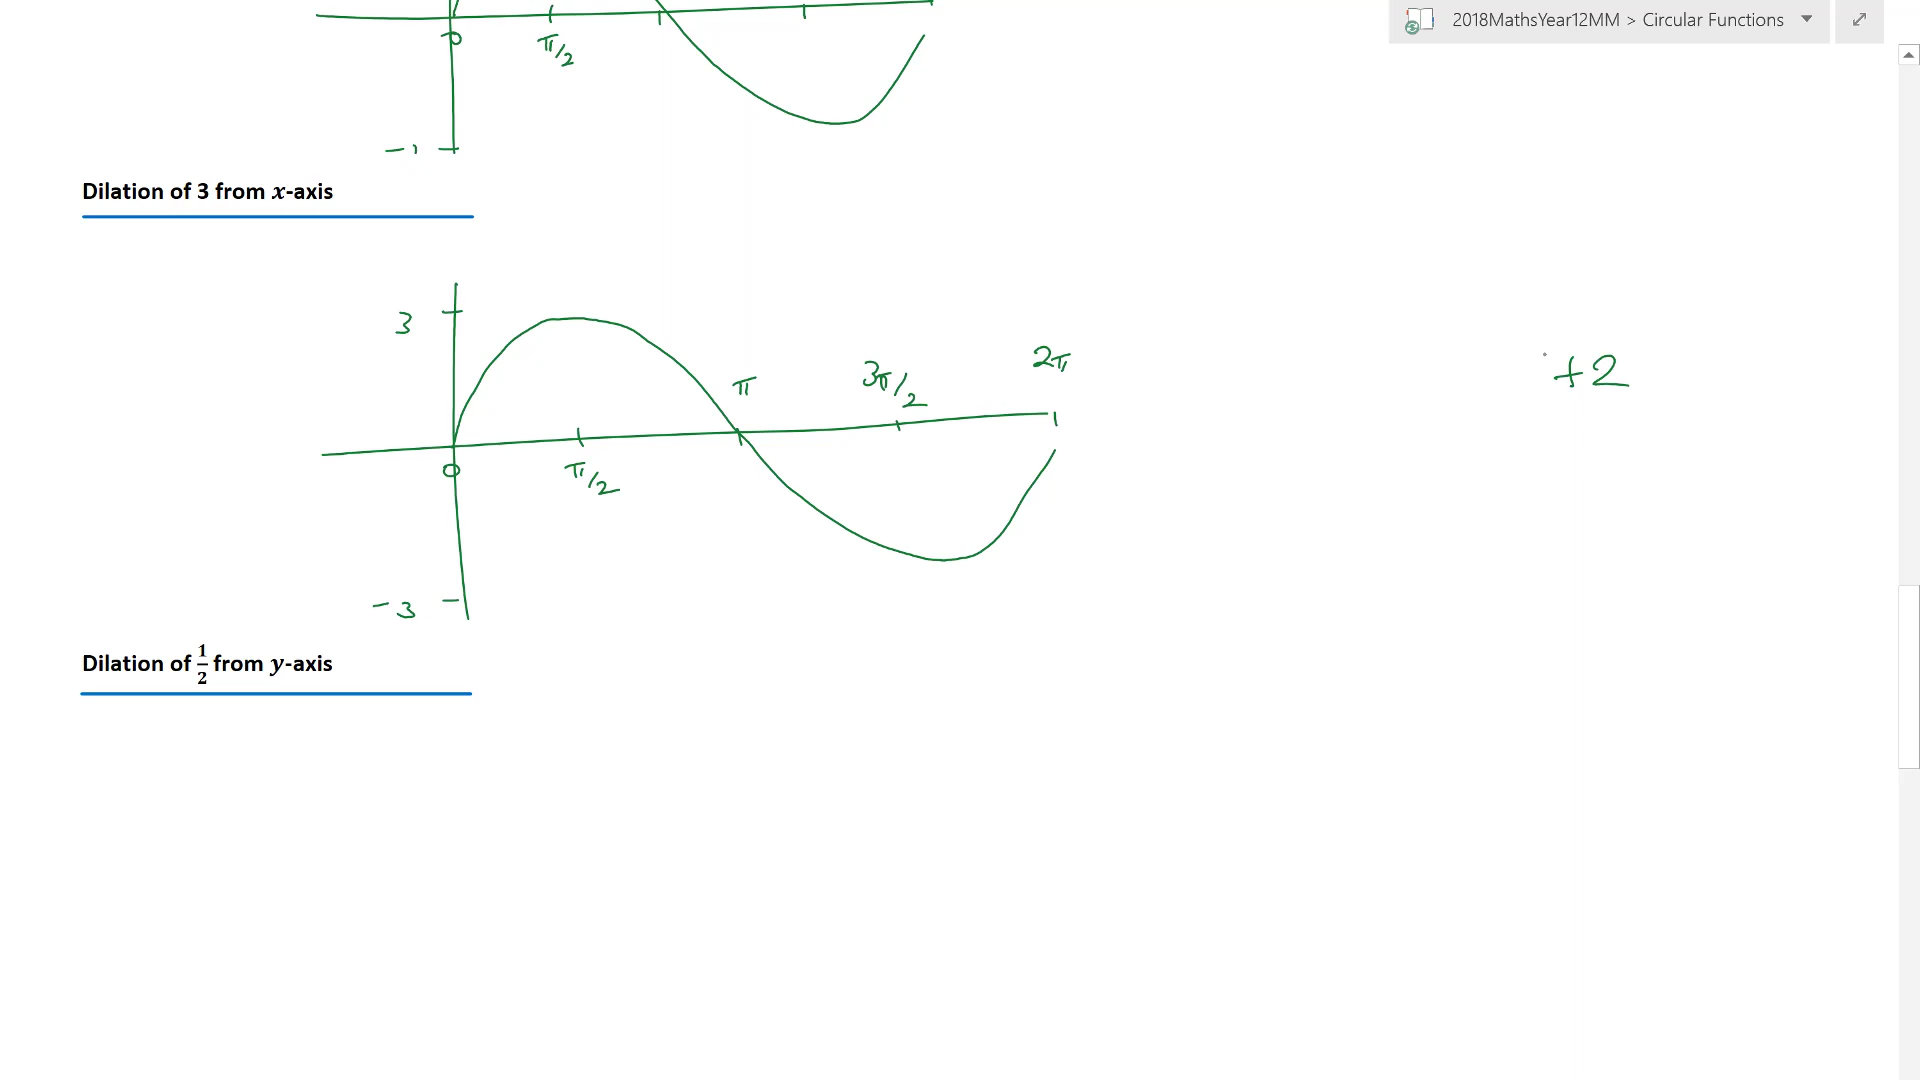 2018MathsYear12MM > Circular Functions
0
π/2
-1
Dilation of 3 from x-axis
3
π
3π/2
2π
+2
0
π/2
-3
Dilation of 1/2 from y-axis